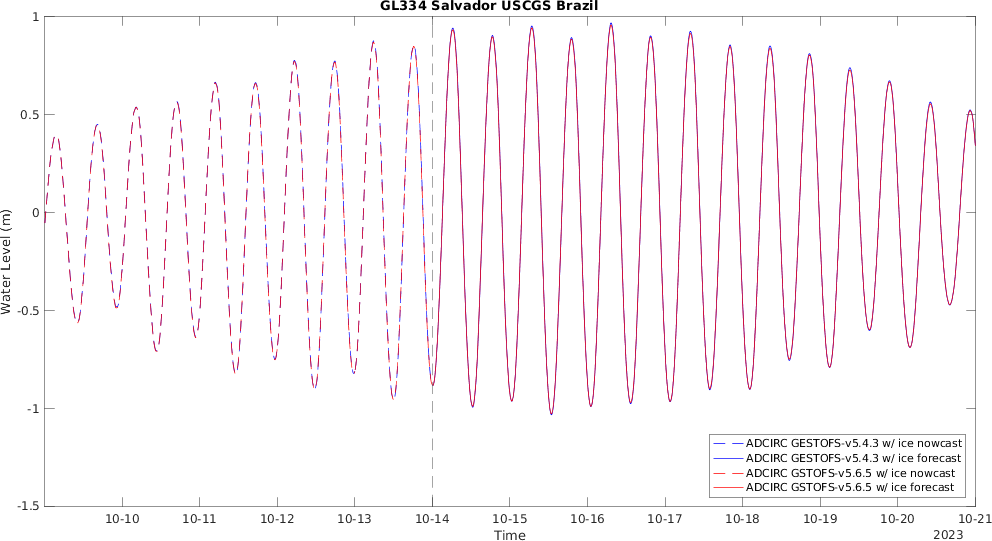 GL334 Salvador USCGS Brazil
1
0.5
0
-0.5
-1
-1.5
Water Level (m)
ADCIRC GESTOFS-v5.4.3 w/ ice nowcast
ADCIRC GESTOFS-v5.4.3 w/ ice forecast
ADCIRC GSTOFS-v5.6.5 w/ ice nowcast
ADCIRC GSTOFS-v5.6.5 w/ ice forecast
10-10 10-11 10-12 10-13 10-14 10-15 10-16 10-17 10-18 10-19 10-20 10-21
Time
2023